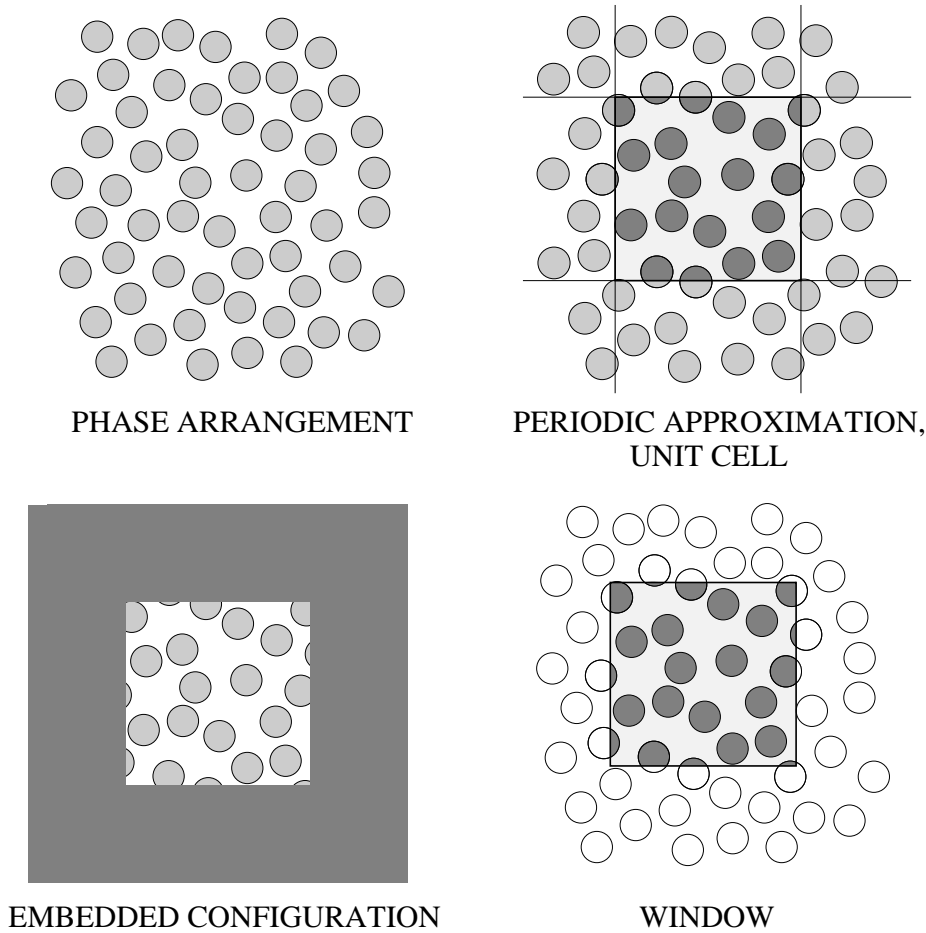 PHASE ARRANGEMENT
PERIODIC APPROXIMATION,
UNIT CELL
EMBEDDED CONFIGURATION
WINDOW